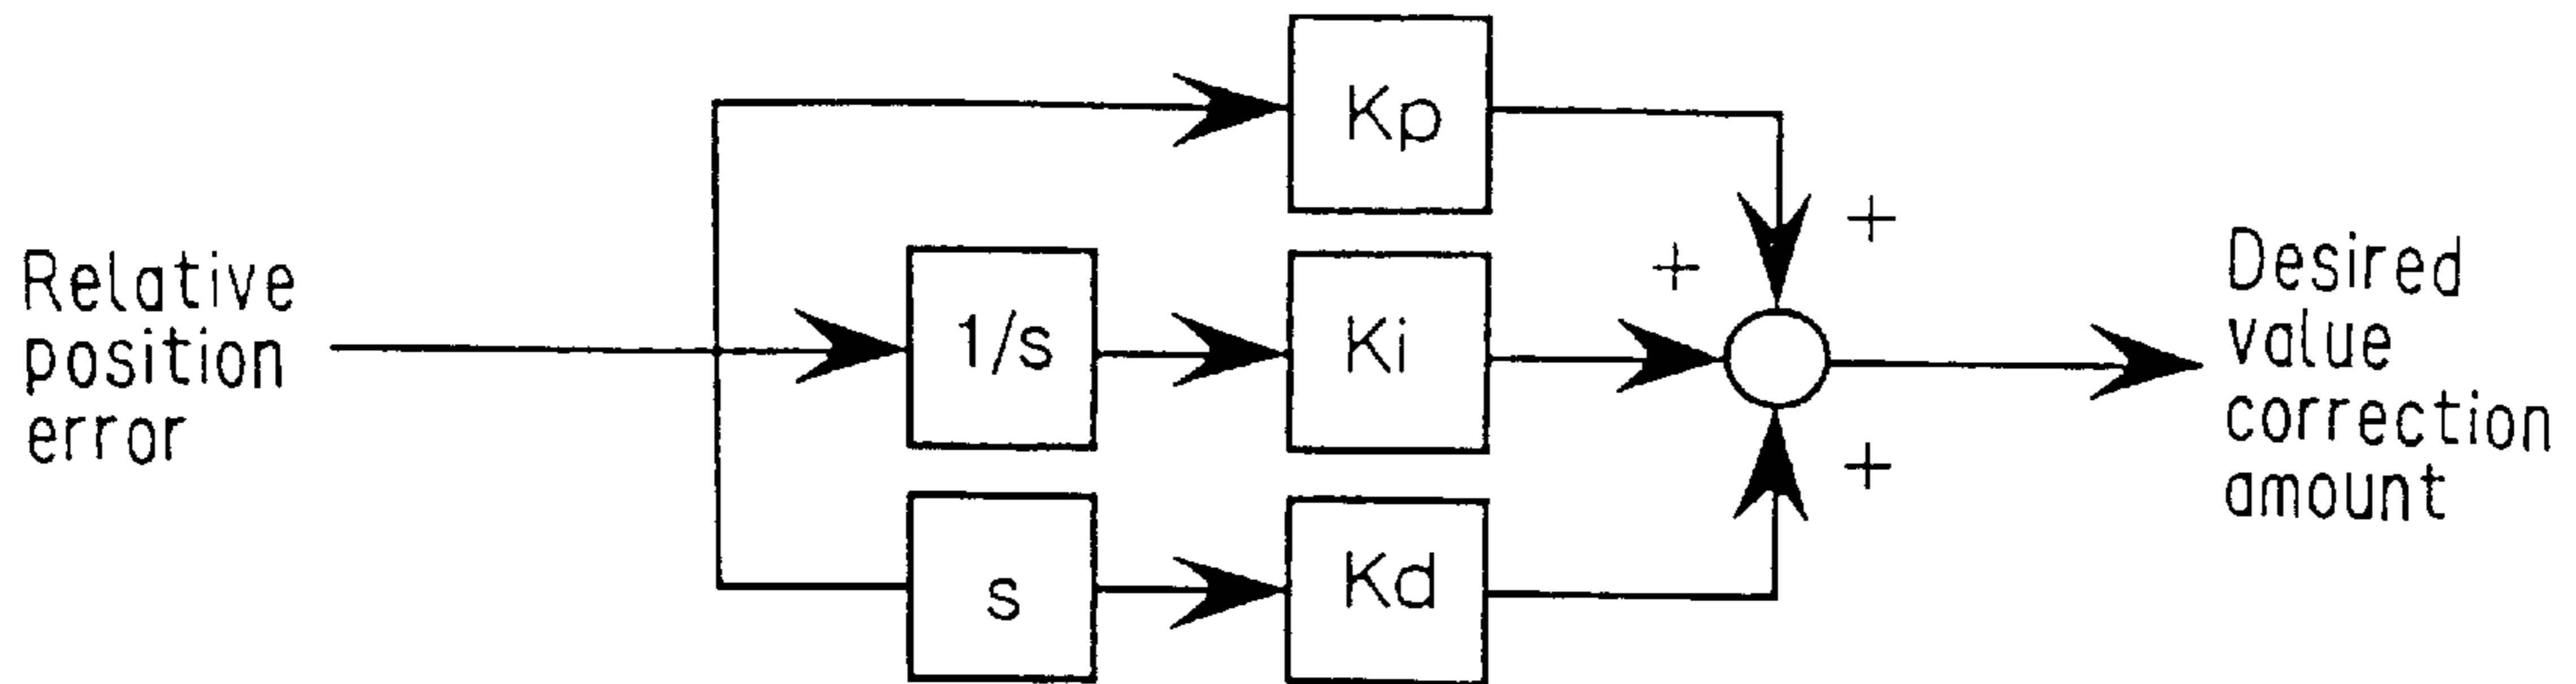 Relative
position
error
Kp
1/s
Ki
s
Kd
+
+
+
Desired
value
correction
amount